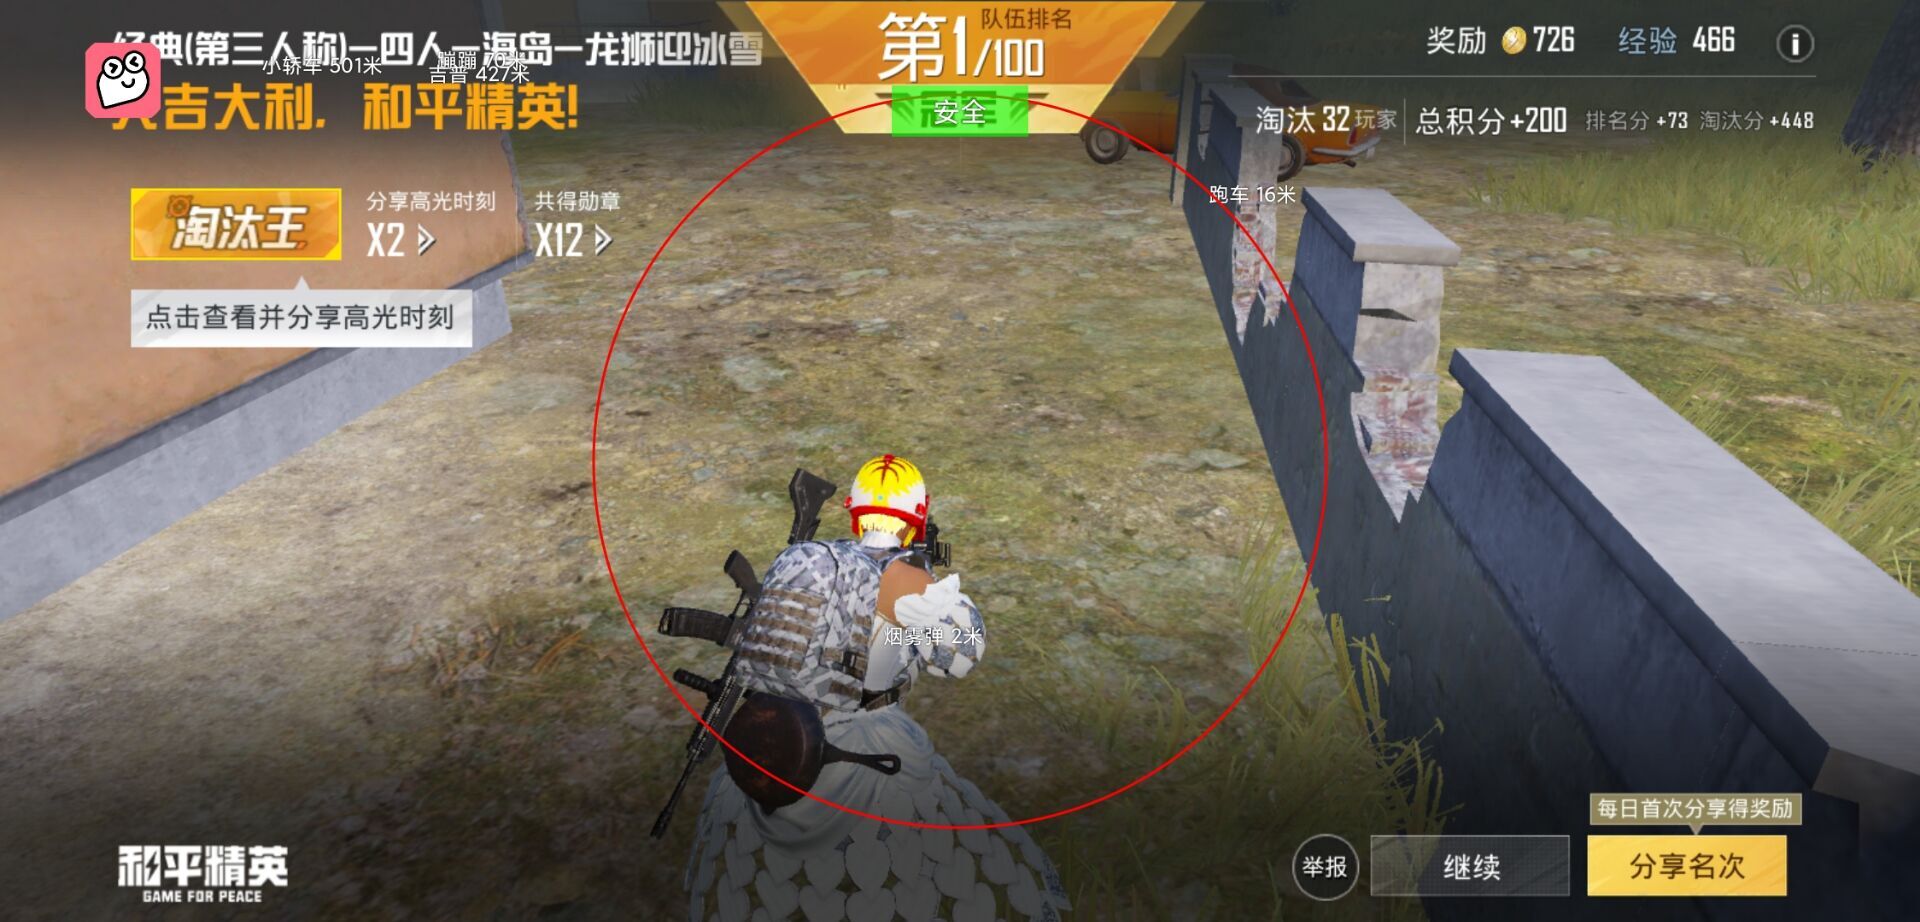 经典(第三人称)—四人—海岛—龙狮迎冰雪
小轿车 501米
蹦蹦 70米
吉普 427米
大吉大利，和平精英!
队伍排名
第1/100
安全
奖励 726 经验 466
淘汰 32 玩家 总积分 +200 排名分 +73 淘汰分 +448
跑车 16米
淘汰王
分享高光时刻
X2
共得勋章
X12
点击查看并分享高光时刻
烟雾弹 2米
每日首次分享得奖励
举报
继续
分享名次
和平精英
GAME FOR PEACE